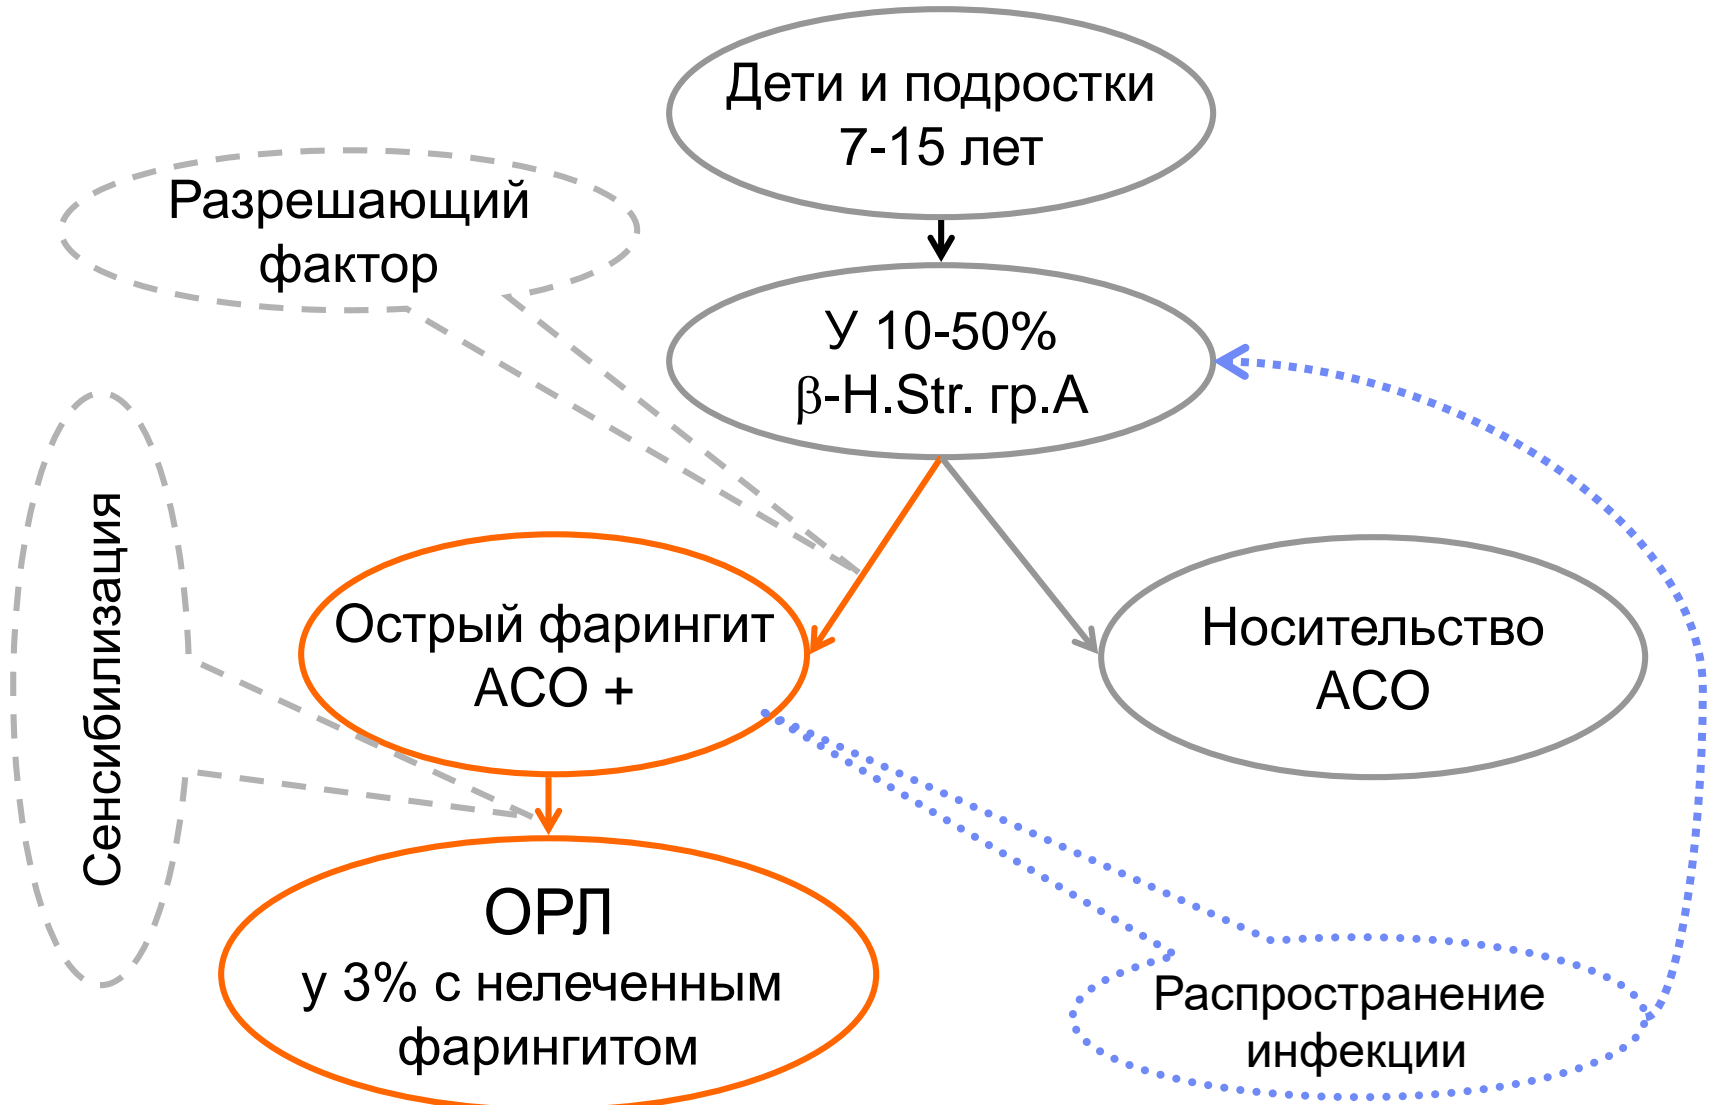 Дети и подростки
7-15 лет
Разрешающий
фактор
У 10-50%
β-H.Str. гр.А
Сенсибилизация
Острый фарингит
АСО +
Носительство
АСО
ОРЛ
у 3% с нелеченным
фарингитом
Распространение
инфекции